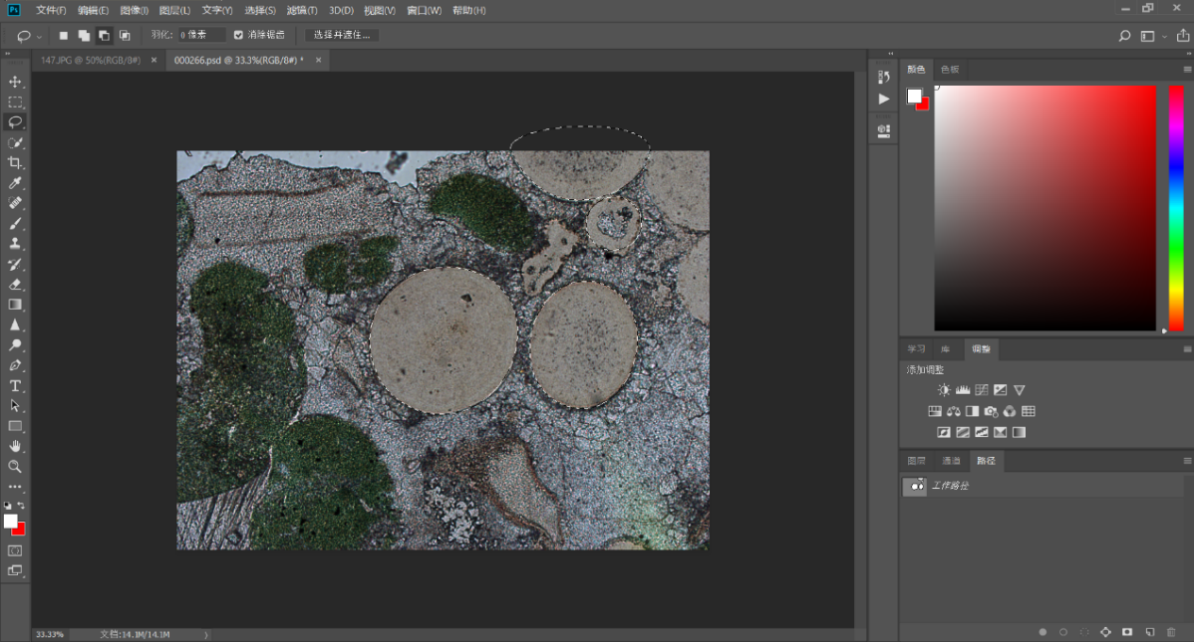 Ps 文件(F) 编辑(E) 图像(I) 图层(L) 文字(Y) 选择(S) 滤镜(T) 3D(D) 视图(V) 窗口(W) 帮助(H)
羽化: 0 像素 消除锯齿 选择并遮住...
147.JPG @ 50%(RGB/8#) × 000266.psd @ 33.3%(RGB/8#) * ×
颜色 色板
学习 库 调整
添加调整
图层 通道 路径
工作路径
33.33% 文档:14.1M/14.1M